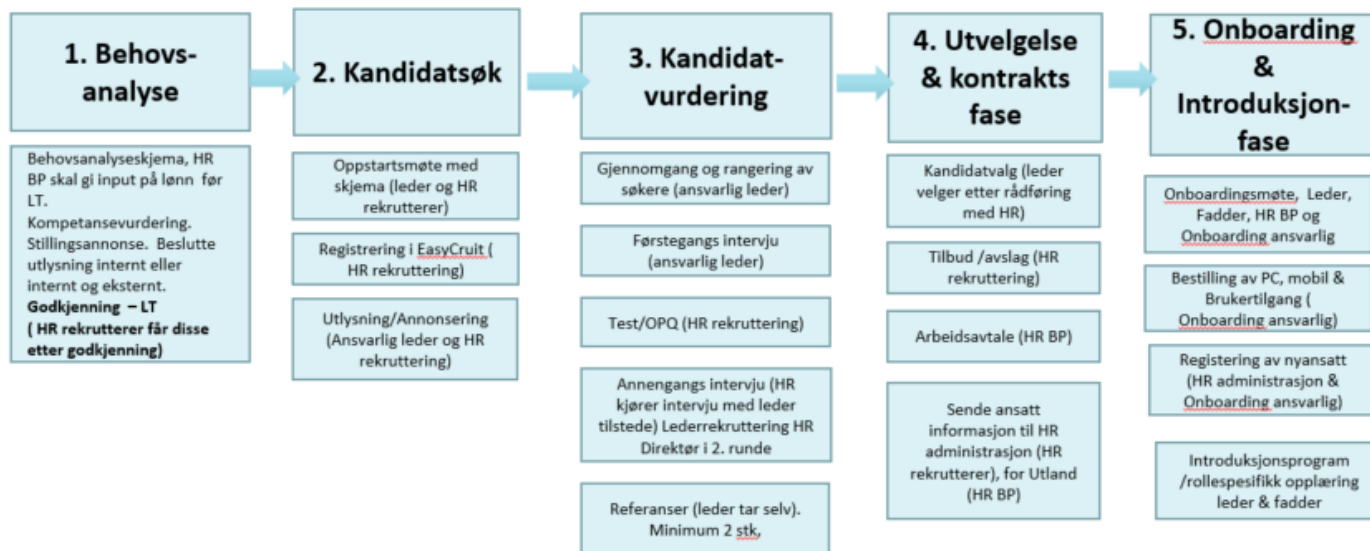 1. Behovs-
analyse
Behovsanalyseskjema, HR
BP skal gi input på lønn før
LT.
Kompetansevurdering.
Stillingsannonse. Beslutte
utlysning internt eller
internt og eksternt.
Godkjenning – LT
( HR rekrutterer får disse
etter godkjenning)
2. Kandidatsøk
Oppstartsmøte med
skjema (leder og HR
rekrutterer)
Registrering i EasyCruit (
HR rekruttering)
Utlysning/Annonsering
(Ansvarlig leder og HR
rekruttering)
3. Kandidat-
vurdering
Gjennomgang og rangering av
søkere (ansvarlig leder)
Førstegangs intervju
(ansvarlig leder)
Test/OPQ (HR rekruttering)
Annengangs intervju (HR
kjører intervju med leder
tilstede) Lederrekruttering HR
Direktør i 2. runde
Referanser (leder tar selv).
Minimum 2 stk,
4. Utvelgelse
& kontrakts
fase
Kandidatvalg (leder
velger etter rådføring
med HR)
Tilbud /avslag (HR
rekruttering)
Arbeidsavtale (HR BP)
Sende ansatt
informasjon til HR
administrasjon (HR
rekrutterer), for Utland
(HR BP)
5. Onboarding
&
Introduksjon-
fase
Onboardingsmøte, Leder,
Fadder, HR BP og
Onboarding ansvarlig
Bestilling av PC, mobil &
Brukertilgang (
Onboarding ansvarlig)
Registering av nyansatt
(HR administrasjon &
Onboarding ansvarlig)
Introduksjonsprogram
/rollespesifikk opplæring
leder & fadder